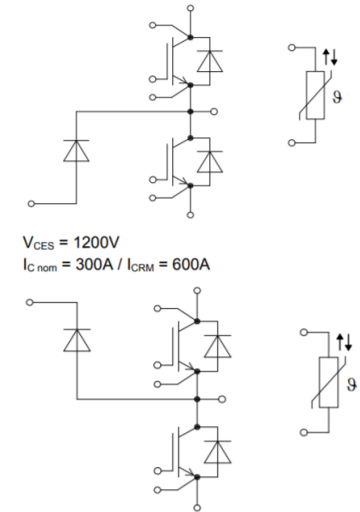 ϑ
V_CES = 1200V
I_C nom = 300A / I_CRM = 600A
ϑ